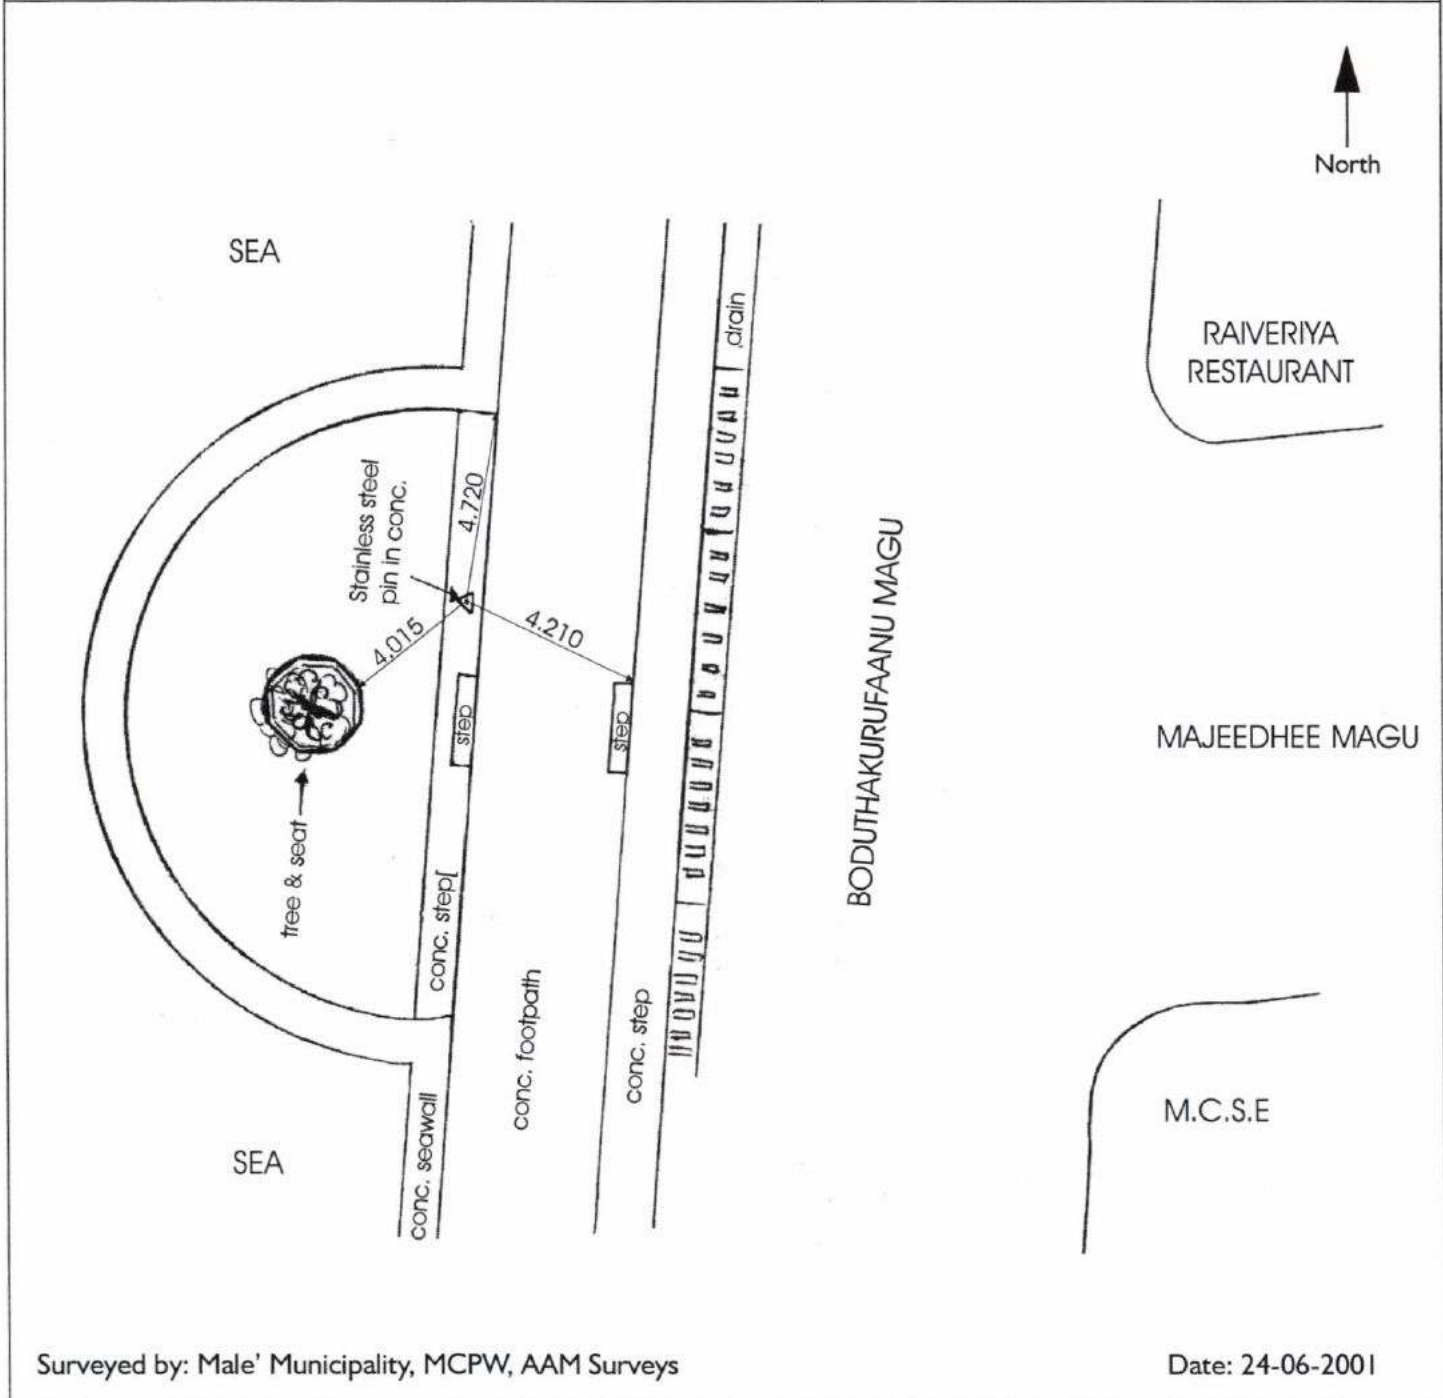 North
SEA
drain
RAIVERIYA
RESTAURANT
Stainless steel
pin in conc.
4.720
4.015
4.210
step
step
BODUTHAKURUFAANU MAGU
MAJEEDHEE MAGU
tree & seat
conc. step[
conc. footpath
conc. step
M.C.S.E
SEA
conc. seawall
Surveyed by: Male' Municipality, MCPW, AAM Surveys
Date: 24-06-2001